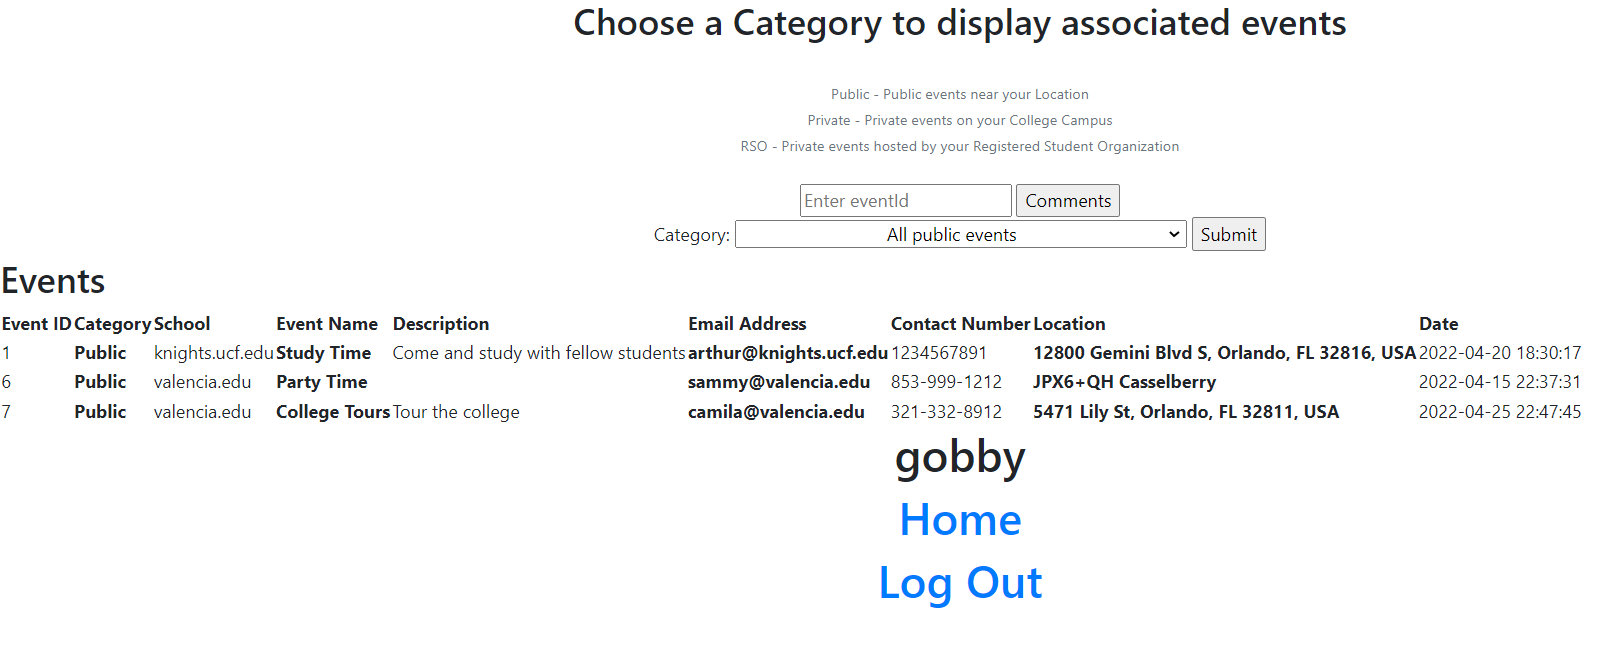 Choose a Category to display associated events
Public - Public events near your Location
Private - Private events on your College Campus
RSO - Private events hosted by your Registered Student Organization
Enter eventId Comments
Category: All public events Submit
Events
Event ID Category School Event Name Description Email Address Contact Number Location Date
1 Public knights.ucf.edu Study Time Come and study with fellow students arthur@knights.ucf.edu 1234567891 12800 Gemini Blvd S, Orlando, FL 32816, USA 2022-04-20 18:30:17
6 Public valencia.edu Party Time sammy@valencia.edu 853-999-1212 JPX6+QH Casselberry 2022-04-15 22:37:31
7 Public valencia.edu College Tours Tour the college camila@valencia.edu 321-332-8912 5471 Lily St, Orlando, FL 32811, USA 2022-04-25 22:47:45
gobby
Home
Log Out